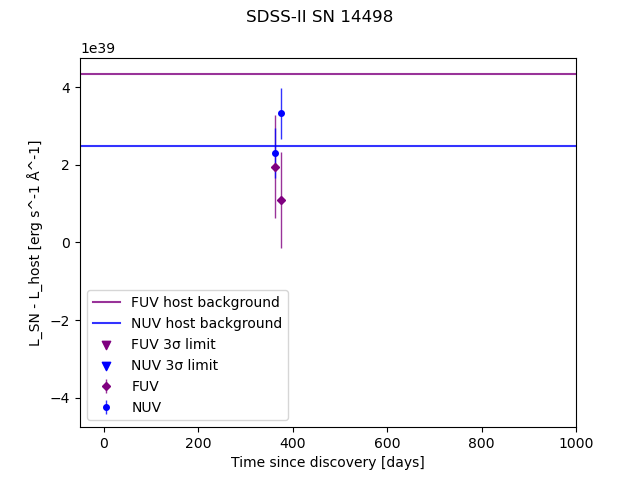 SDSS-II SN 14498
1e39
4
2
0
−2
−4
L_SN - L_host [erg s^-1 Å^-1]
FUV host background
NUV host background
FUV 3σ limit
NUV 3σ limit
FUV
NUV
0 200 400 600 800 1000
Time since discovery [days]